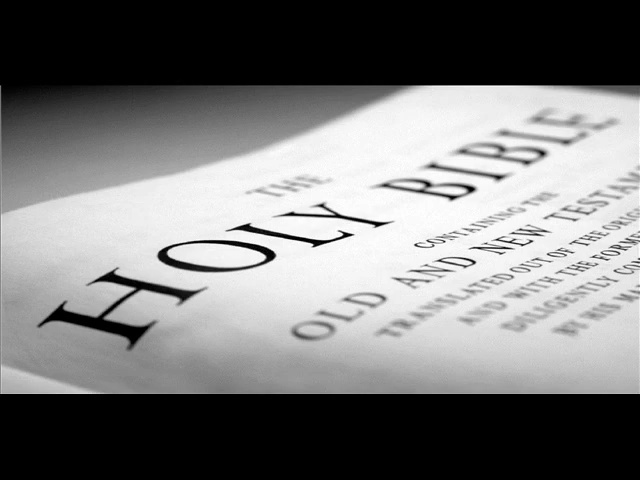 THE
HOLY BIBLE
CONTAINING THE
OLD AND NEW
TRANSLATED OUT OF THE
AND WITH THE
DILIGENTLY
BY HIS